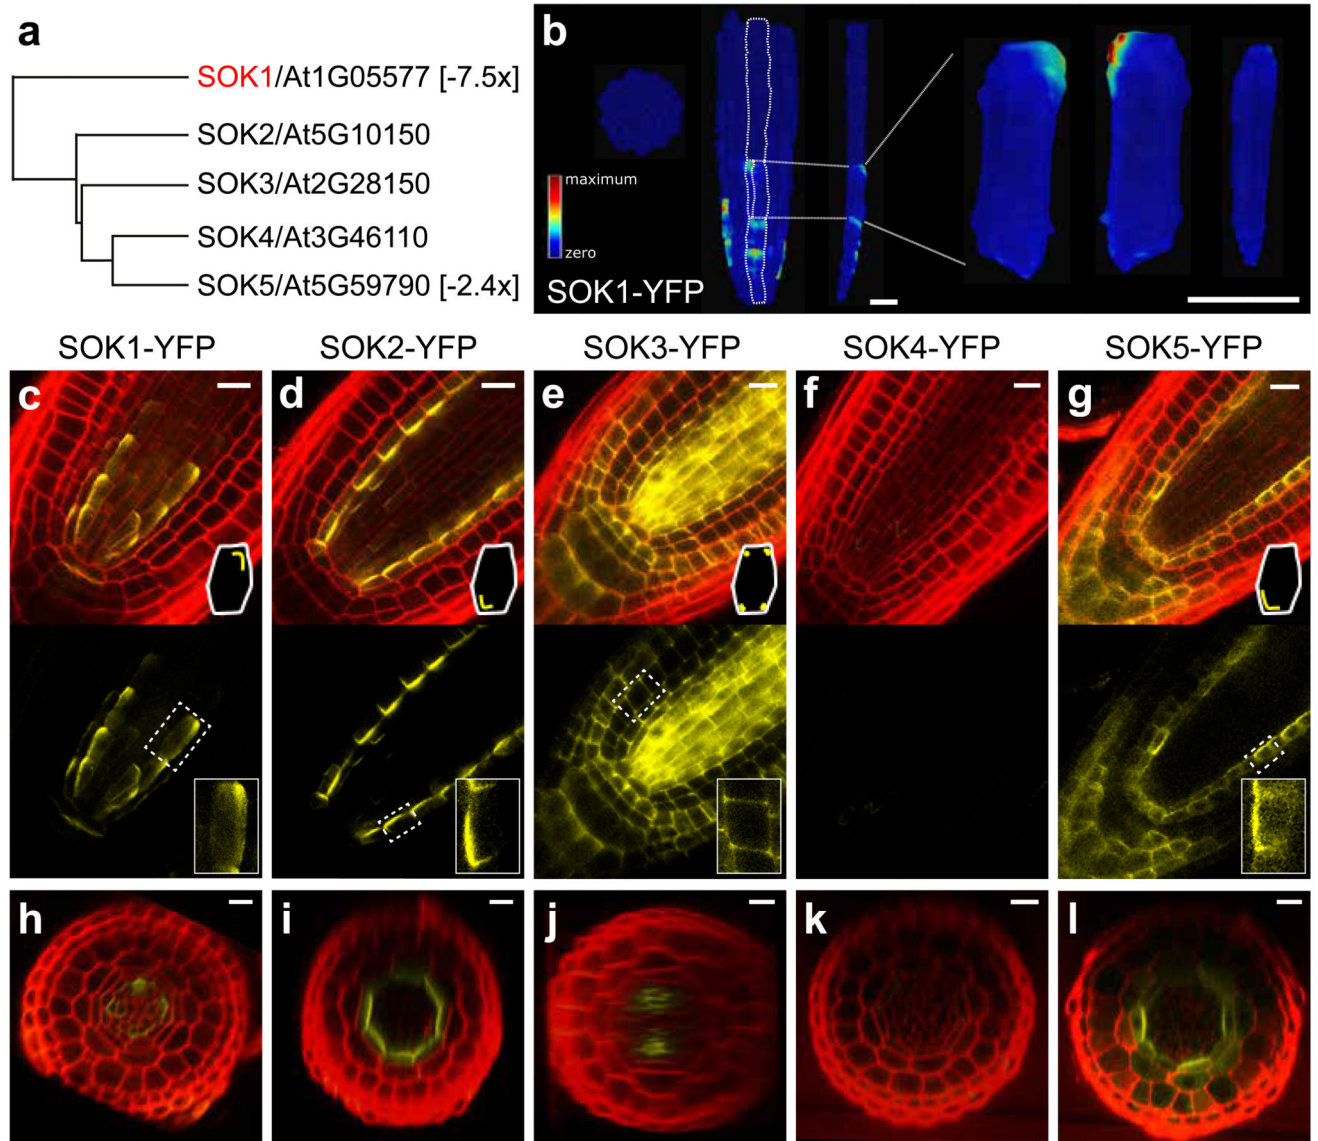 a
SOK1/At1G05577 [-7.5x]
SOK2/At5G10150
SOK3/At2G28150
SOK4/At3G46110
SOK5/At5G59790 [-2.4x]
b
maximum
zero
SOK1-YFP
SOK1-YFP SOK2-YFP SOK3-YFP SOK4-YFP SOK5-YFP
c d e f g
h i j k l